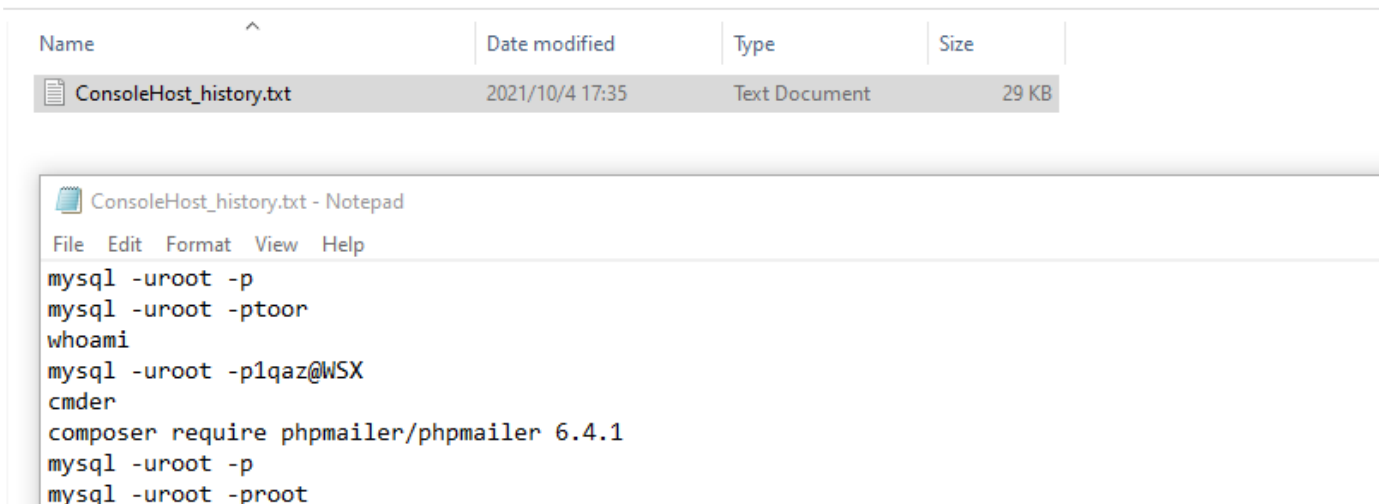 Name Date modified Type Size
ConsoleHost_history.txt 2021/10/4 17:35 Text Document 29 KB
ConsoleHost_history.txt - Notepad
File Edit Format View Help
mysql -uroot -p
mysql -uroot -ptoor
whoami
mysql -uroot -p1qaz@WSX
cmder
composer require phpmailer/phpmailer 6.4.1
mysql -uroot -p
mysql -uroot -proot